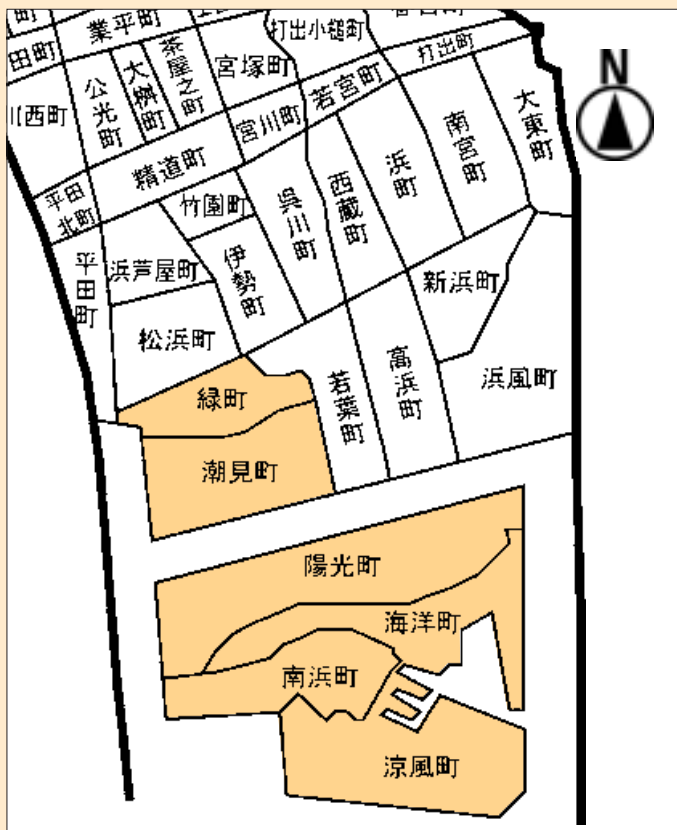 業平町
田町
打出小槌町
打出町
茶屋之町
大桝町
公光町
宮塚町
若宮町
川西町
宮川町
大東町
南宮町
浜町
西蔵町
呉川町
精道町
竹園町
平田北町
伊勢町
浜芦屋町
平田町
新浜町
松浜町
高浜町
若葉町
浜風町
緑町
潮見町
陽光町
海洋町
南浜町
涼風町
N